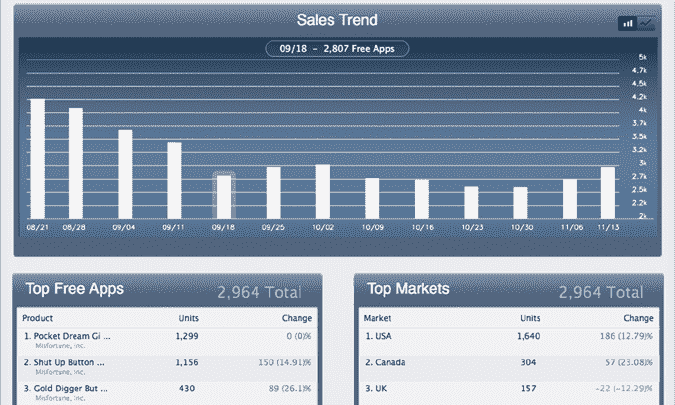 Sales Trend
09/18 – 2,807 Free Apps
5k
4.7k
4.5k
4.2k
4k
3.7k
3.5k
3.2k
3k
2.7k
2.5k
2.2k
2k
08/21 08/28 09/04 09/11 09/18 09/25 10/02 10/09 10/16 10/23 10/30 11/06 11/13
Top Free Apps 2,964 Total
Product Units Change
1. Pocket Dream Gi ... 1,299 0 (0)%
Misfortune, Inc.
2. Shut Up Button ... 1,156 150 (14.91)%
Misfortune, Inc.
3. Gold Digger But ... 430 89 (26.1)%
Misfortune, Inc.
Top Markets 2,964 Total
Market Units Change
1. USA 1,640 186 (12.79)%
2. Canada 304 57 (23.08)%
3. UK 157 -22 (-12.29)%